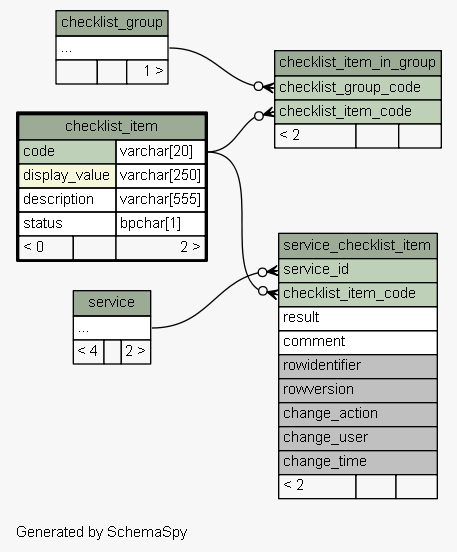 checklist_group
...
1 >
checklist_item_in_group
checklist_group_code
checklist_item_code
< 2
checklist_item
code varchar[20]
display_value varchar[250]
description varchar[555]
status bpchar[1]
< 0 2 >
service_checklist_item
service_id
checklist_item_code
result
comment
rowidentifier
rowversion
change_action
change_user
change_time
< 2
service
...
< 4 2 >
Generated by SchemaSpy